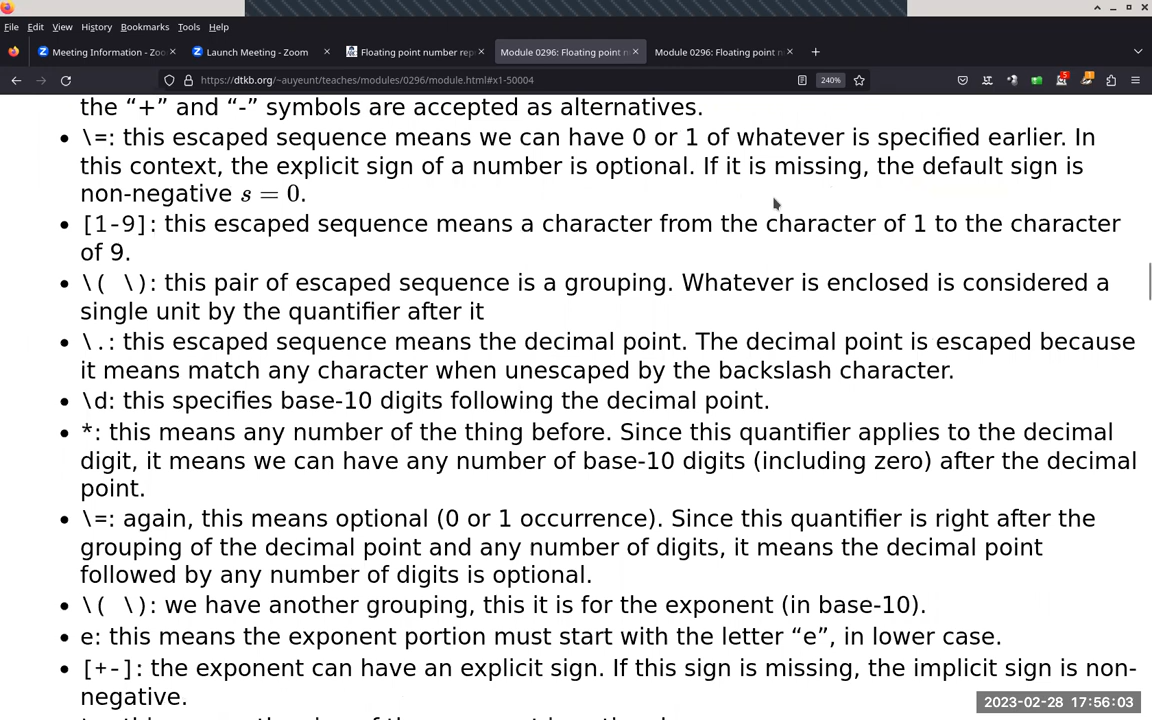 File Edit View History Bookmarks Tools Help
Meeting Information - Zoo
Launch Meeting - Zoom
Floating point number rep
Module 0296: Floating point n
Module 0296: Floating point n
https://dtkb.org/~auyeunt/teaches/modules/0296/module.html#x1-50004
240%
5
the “+” and “-” symbols are accepted as alternatives.
• \=: this escaped sequence means we can have 0 or 1 of whatever is specified earlier. In
this context, the explicit sign of a number is optional. If it is missing, the default sign is
non-negative s = 0.
• [1-9]: this escaped sequence means a character from the character of 1 to the character
of 9.
• \( \): this pair of escaped sequence is a grouping. Whatever is enclosed is considered a
single unit by the quantifier after it
• \.: this escaped sequence means the decimal point. The decimal point is escaped because
it means match any character when unescaped by the backslash character.
• \d: this specifies base-10 digits following the decimal point.
• *: this means any number of the thing before. Since this quantifier applies to the decimal
digit, it means we can have any number of base-10 digits (including zero) after the decimal
point.
• \=: again, this means optional (0 or 1 occurrence). Since this quantifier is right after the
grouping of the decimal point and any number of digits, it means the decimal point
followed by any number of digits is optional.
• \( \): we have another grouping, this it is for the exponent (in base-10).
• e: this means the exponent portion must start with the letter “e”, in lower case.
• [+-]: the exponent can have an explicit sign. If this sign is missing, the implicit sign is non-
negative.
2023-02-28 17:56:03